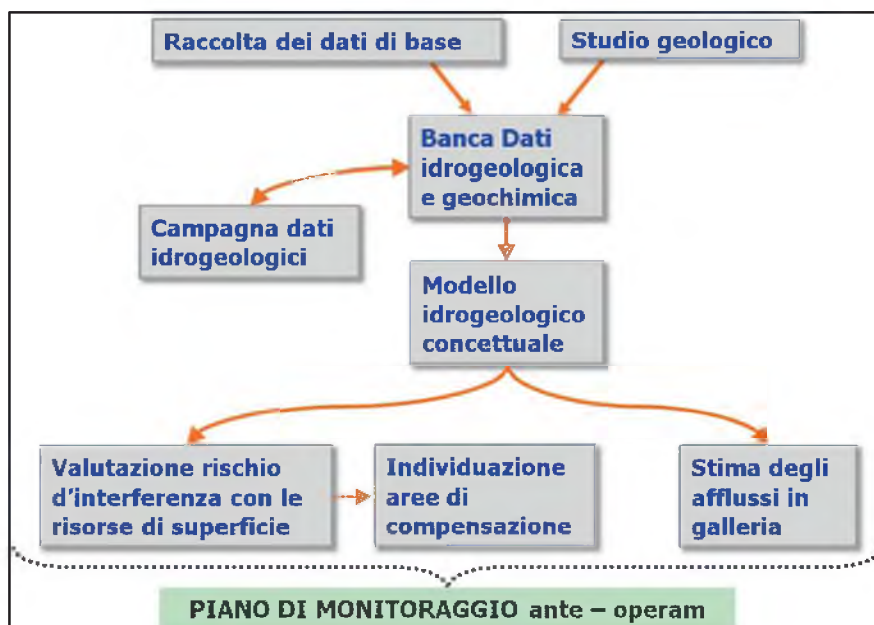 Raccolta dei dati di base
Studio geologico
Banca Dati
idrogeologica
e geochimica
Campagna dati
idrogeologici
Modello
idrogeologico
concettuale
Valutazione rischio
d'interferenza con le
risorse di superficie
Individuazione
aree di
compensazione
Stima degli
afflussi in
galleria
PIANO DI MONITORAGGIO ante – operam